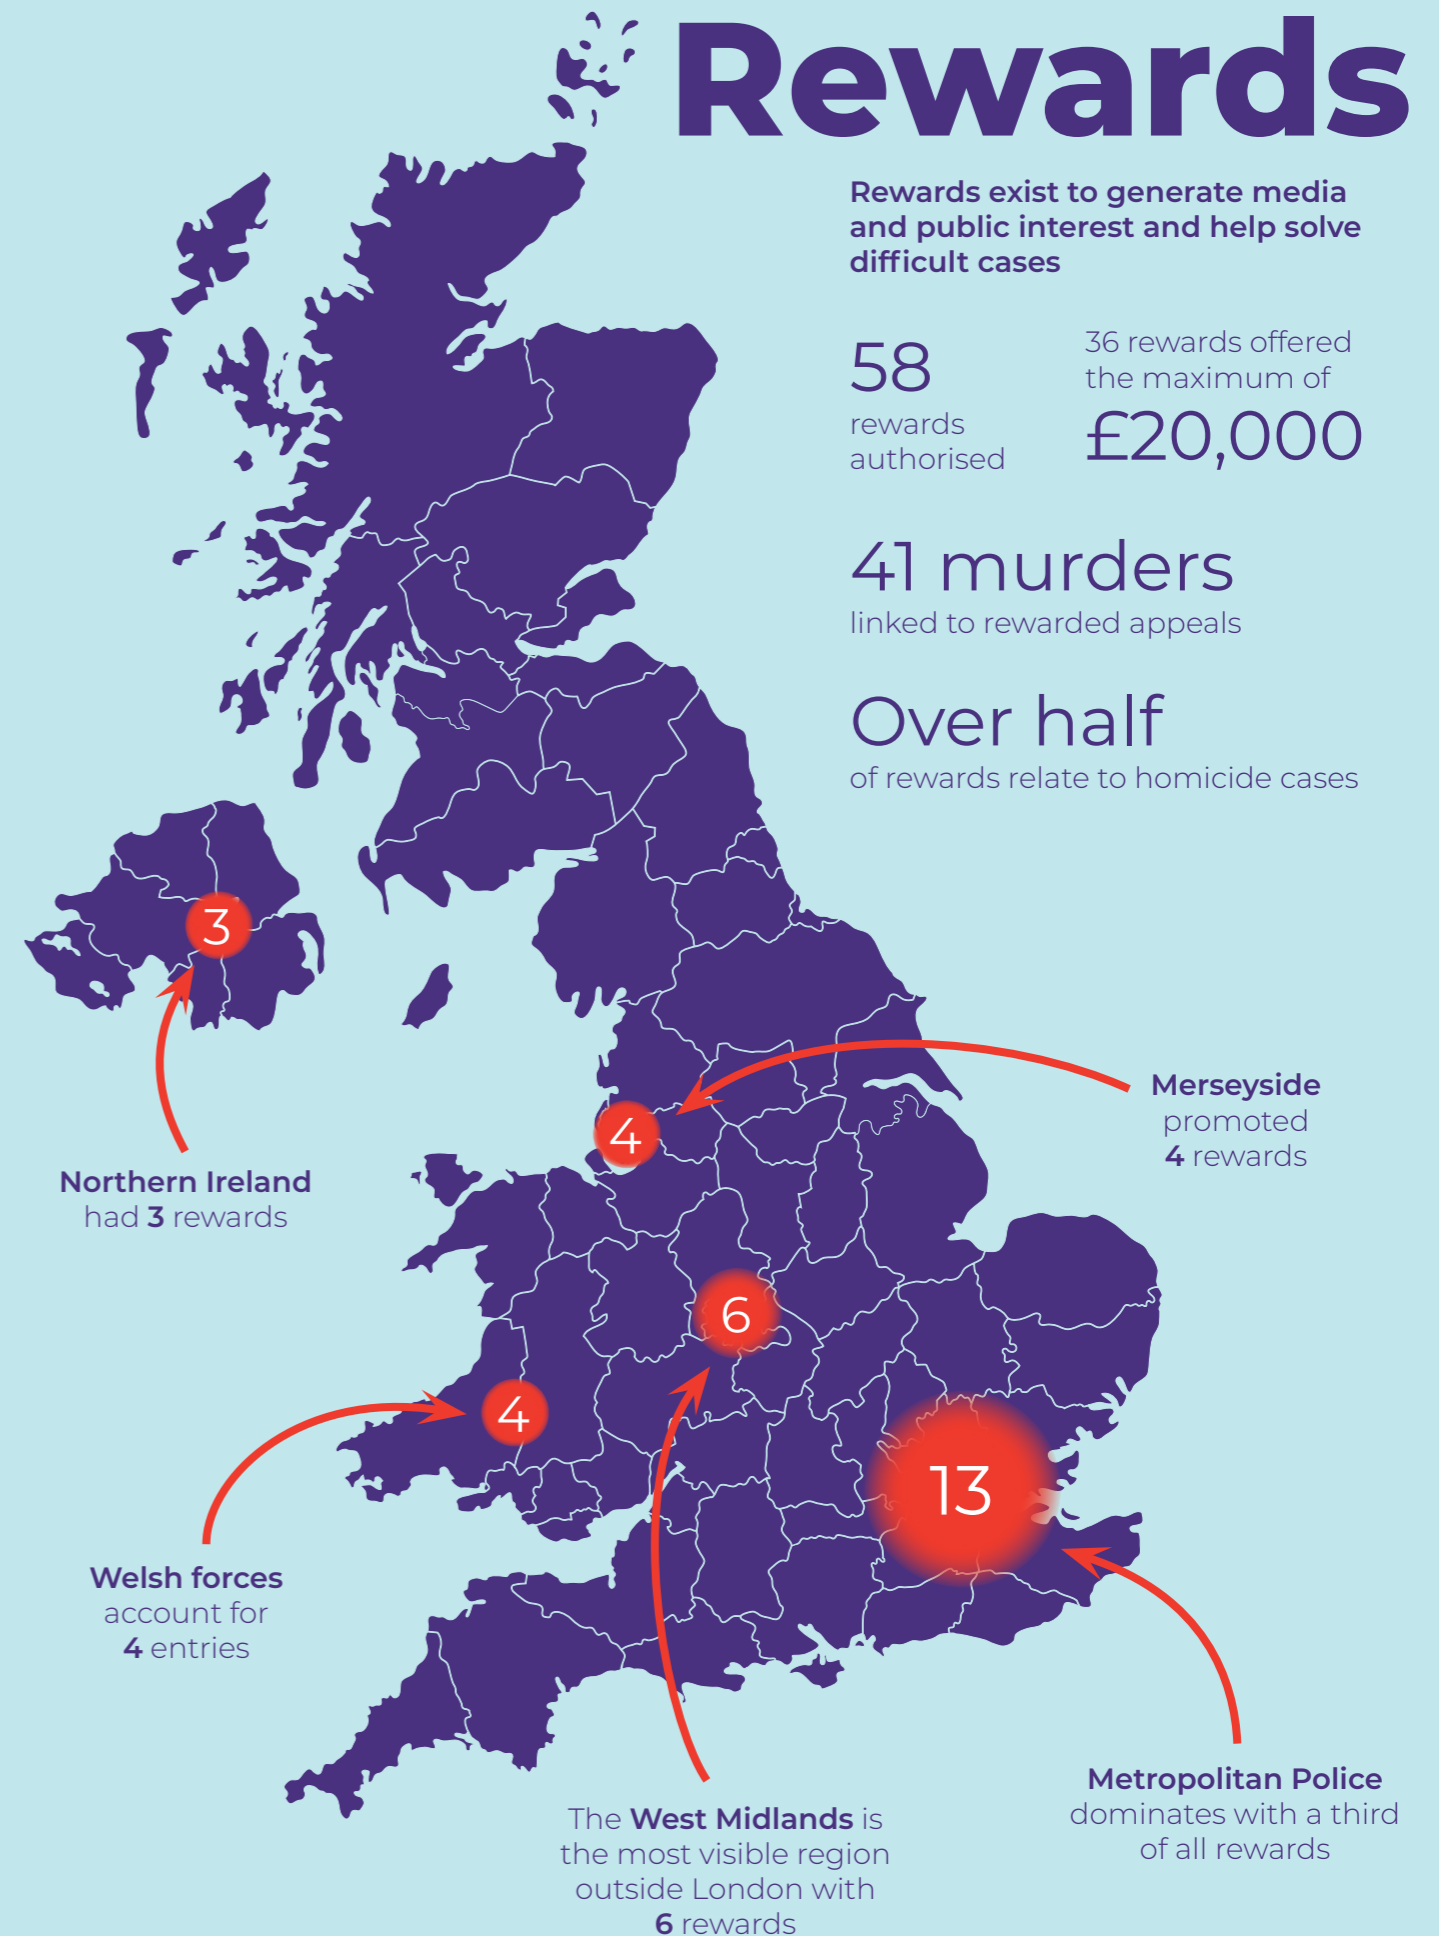 Rewards
Rewards exist to generate media
and public interest and help solve
difficult cases
58
rewards
authorised
36 rewards offered
the maximum of
£20,000
41 murders
linked to rewarded appeals
Over half
of rewards relate to homicide cases
3
Northern Ireland
had 3 rewards
4
Merseyside
promoted
4 rewards
6
4
13
Welsh forces
account for
4 entries
The West Midlands is
the most visible region
outside London with
6 rewards
Metropolitan Police
dominates with a third
of all rewards